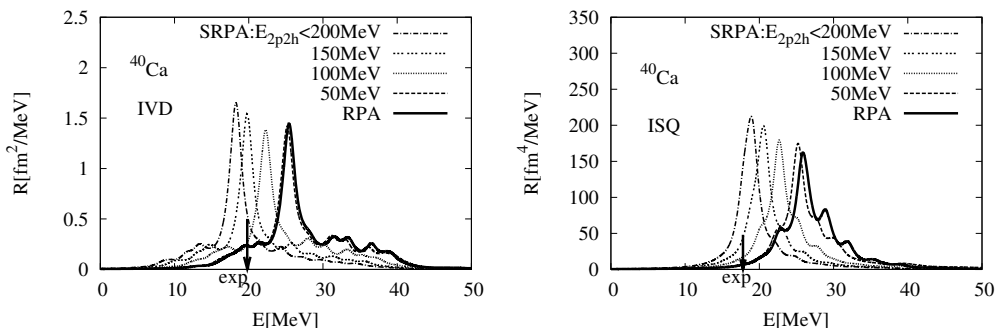 2.5
2
1.5
1
0.5
0
R[fm²/MeV]
⁴⁰Ca
IVD
SRPA:E₂ₚ₂ₕ<200MeV
150MeV
100MeV
50MeV
RPA
exp
0 10 20 30 40 50
E[MeV]
350
300
250
200
150
100
50
0
R[fm⁴/MeV]
⁴⁰Ca
ISQ
SRPA:E₂ₚ₂ₕ<200MeV
150MeV
100MeV
50MeV
RPA
exp
0 10 20 30 40 50
E[MeV]